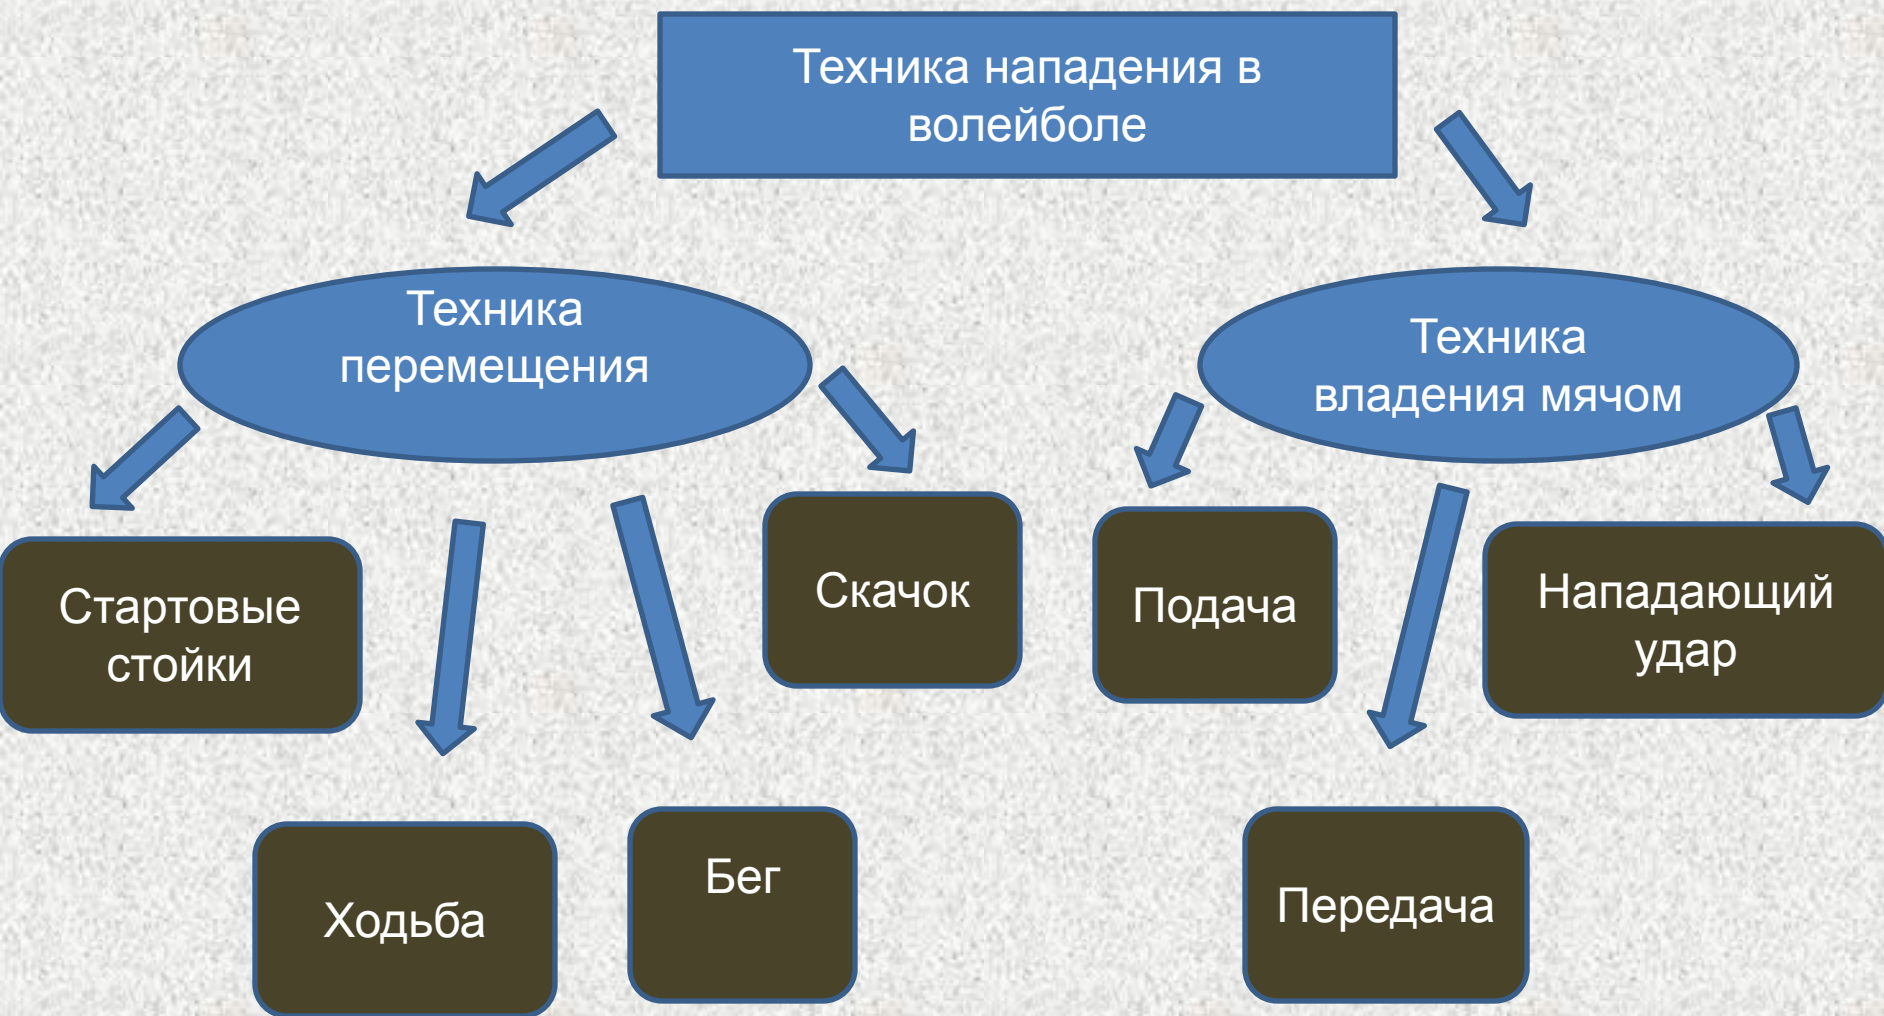 Техника нападения в
волейболе
Техника
перемещения
Техника
владения мячом
Стартовые
стойки
Ходьба
Бег
Скачок
Подача
Передача
Нападающий
удар